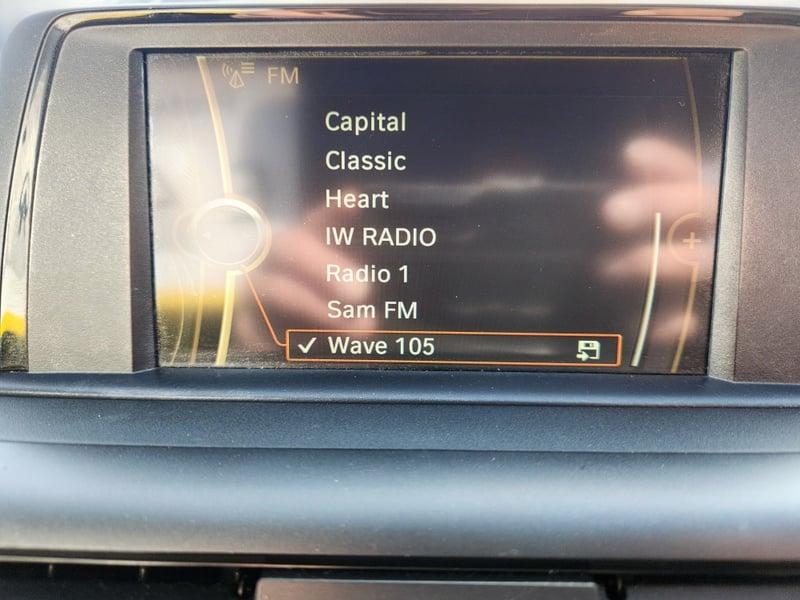 FM
Capital
Classic
Heart
IW RADIO
Radio 1
Sam FM
Wave 105